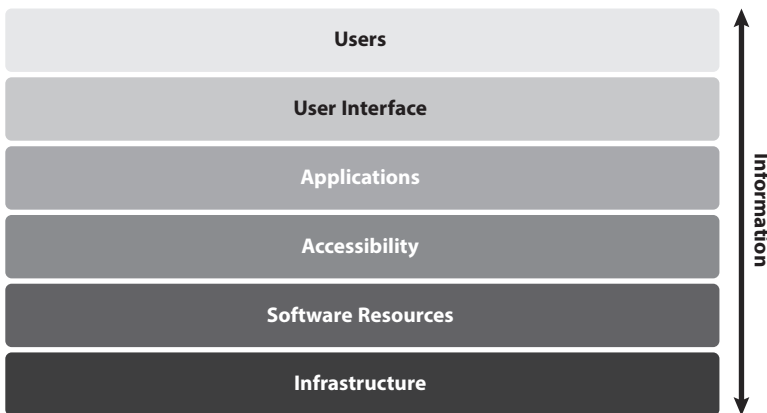 Users
User Interface
Applications
Accessibility
Software Resources
Infrastructure
Information